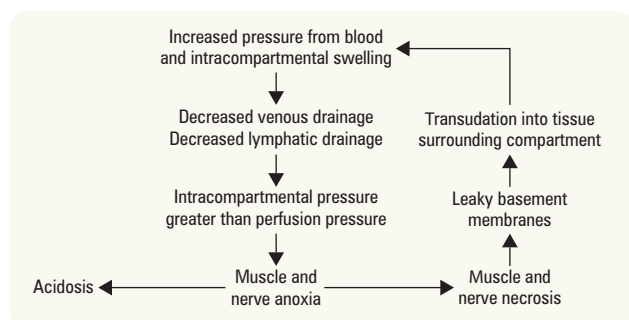 Increased pressure from blood
and intracompartmental swelling
Decreased venous drainage
Decreased lymphatic drainage
Transudation into tissue
surrounding compartment
Intracompartmental pressure
greater than perfusion pressure
Leaky basement
membranes
Acidosis
Muscle and
nerve anoxia
Muscle and
nerve necrosis